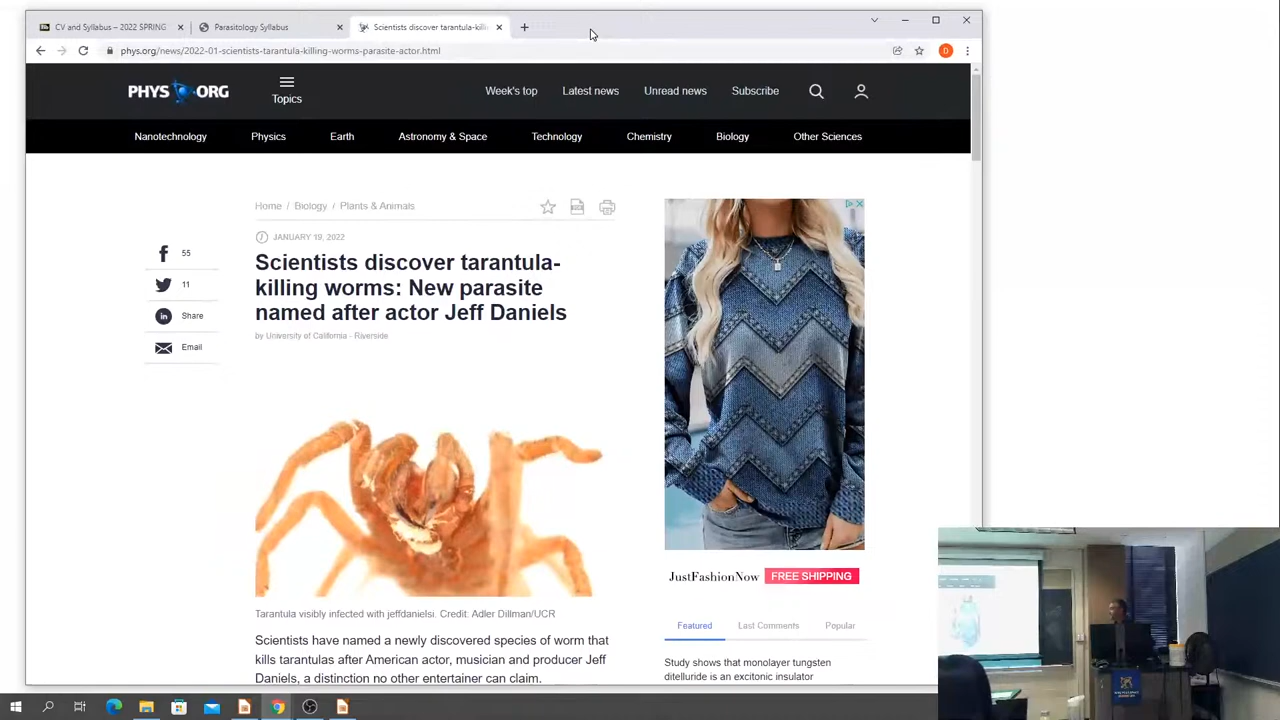 CV and Syllabus – 2022 SPRING
Parasitology Syllabus
Scientists discover tarantula-killi
phys.org/news/2022-01-scientists-tarantula-killing-worms-parasite-actor.html
D
PHYS ORG
Topics
Week's top
Latest news
Unread news
Subscribe
Nanotechnology
Physics
Earth
Astronomy & Space
Technology
Chemistry
Biology
Other Sciences
Home / Biology / Plants & Animals
JANUARY 19, 2022
Scientists discover tarantula-
killing worms: New parasite
named after actor Jeff Daniels
by University of California - Riverside
55
11
Share
Email
Tarantula visibly infected with jeffdanielsi. Credit: Adler Dillman/UCR
Scientists have named a newly discovered species of worm that
kills tarantulas after American actor, musician and producer Jeff
Daniels, a distinction no other entertainer can claim.
JustFashionNow
FREE SHIPPING
Featured
Last Comments
Popular
Study shows that monolayer tungsten
ditelluride is an excitonic insulator